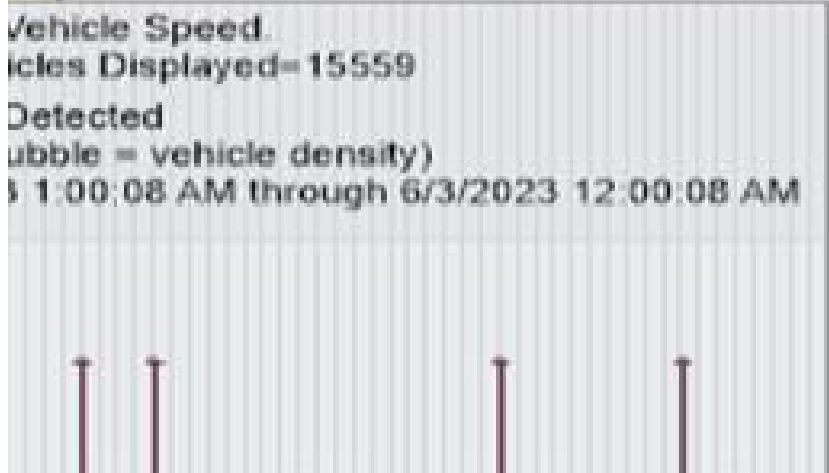 Vehicle Speed.
icles Displayed=15559
Detected
ubble = vehicle density)
1:00:08 AM through 6/3/2023 12:00:08 AM